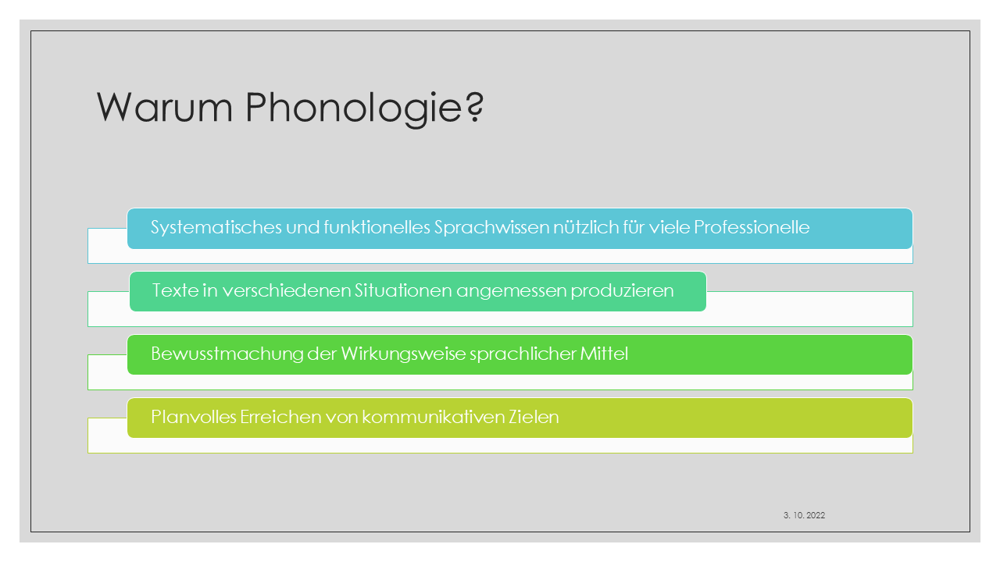 Warum Phonologie?
Systematisches und funktionelles Sprachwissen nützlich für viele Professionelle
Texte in verschiedenen Situationen angemessen produzieren
Bewusstmachung der Wirkungsweise sprachlicher Mittel
Planvolles Erreichen von kommunikativen Zielen
3. 10. 2022